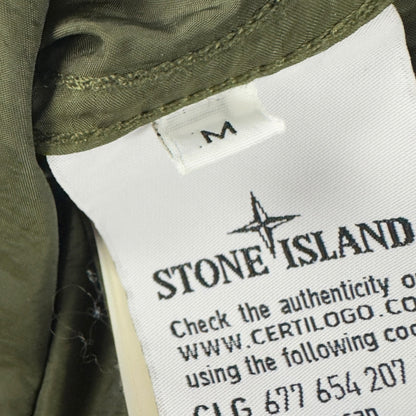 M
STONE ISLAND
Check the authenticity o
WWW.CERTILOGO.CO
using the following
CLG 677 654 207